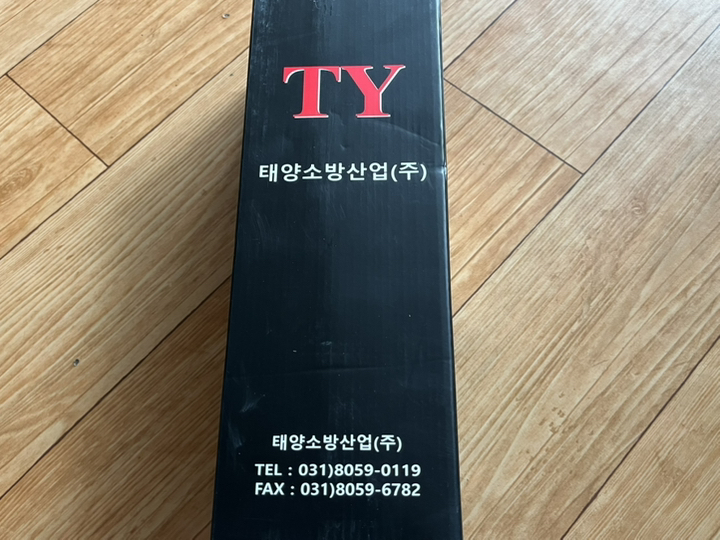 TY
태양소방산업(주)
태양소방산업(주)
TEL : 031)8059-0119
FAX : 031)8059-6782